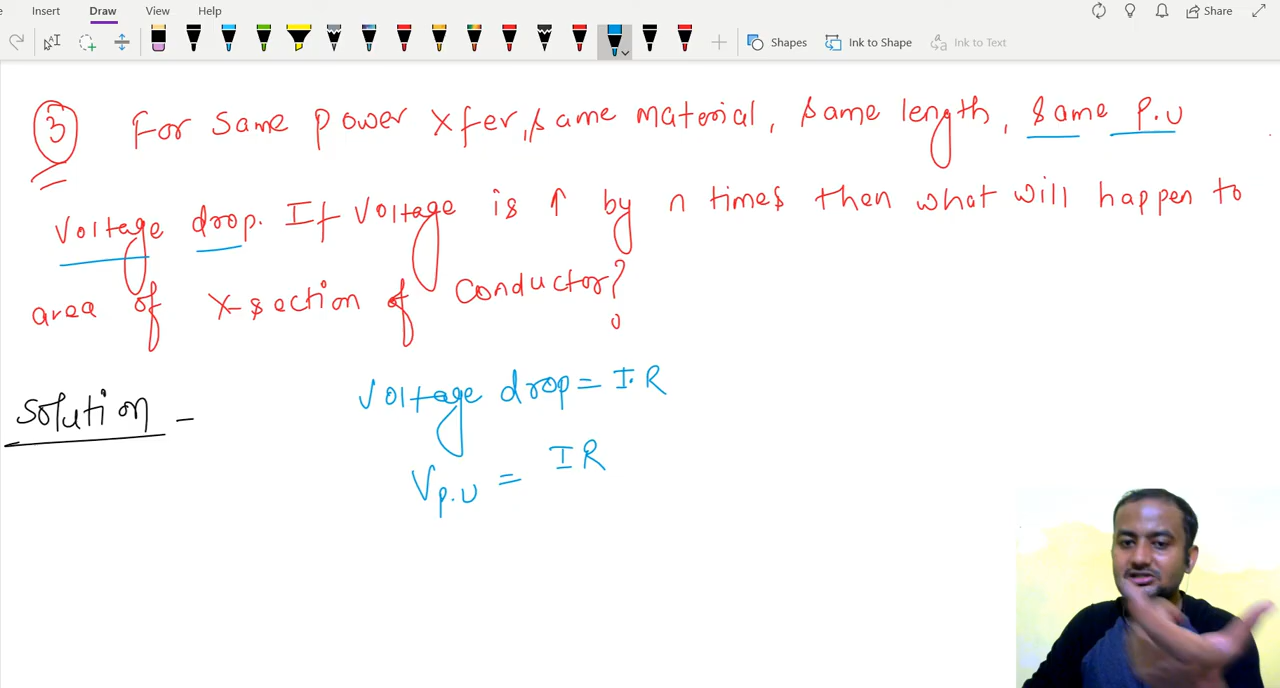 Insert Draw View Help Share
Shapes Ink to Shape Ink to Text
3 For same power Xfer, same material, same length, same P.U
voltage drop. If voltage is ↑ by n times then what will happen to
area of X-section of conductor?
Solution - Voltage drop = I.R
V P.U = IR